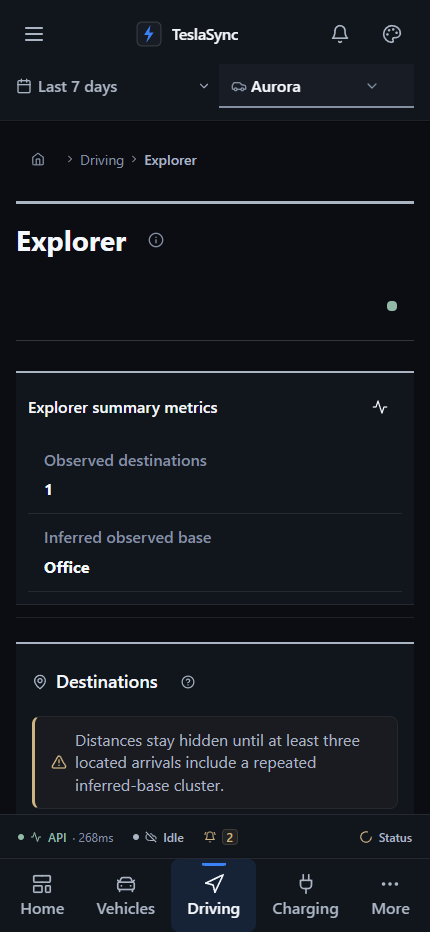 TeslaSync
Last 7 days
Aurora
Driving
Explorer
Explorer
Explorer summary metrics
Observed destinations
1
Inferred observed base
Office
Destinations
Distances stay hidden until at least three
located arrivals include a repeated
inferred-base cluster.
API · 268ms
Idle
2
Status
Home
Vehicles
Driving
Charging
More